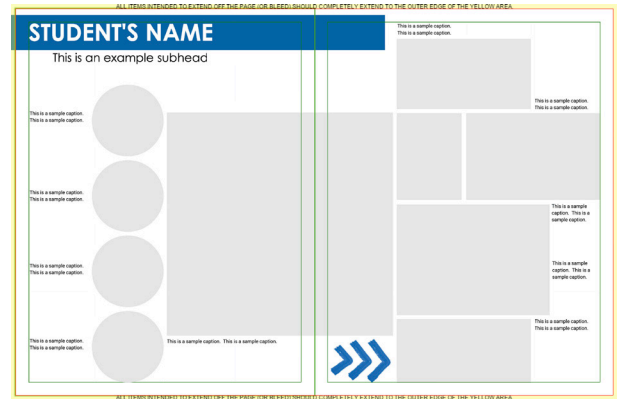 ALL ITEMS INTENDED TO EXTEND OFF THE PAGE (OR BLEED) SHOULD COMPLETELY EXTEND TO THE OUTER EDGE OF THE YELLOW AREA.
STUDENT'S NAME
This is an example subhead
This is a sample caption.
This is a sample caption.
This is a sample caption.
This is a sample caption.
This is a sample caption.
This is a sample caption.
This is a sample caption.
This is a sample caption.
This is a sample caption. This is a sample caption.
This is a sample caption.
This is a sample caption.
This is a sample caption.
This is a sample caption.
This is a sample
caption. This is a
sample caption.
This is a sample
caption. This is a
sample caption.
This is a sample caption.
This is a sample caption.
ALL ITEMS INTENDED TO EXTEND OFF THE PAGE (OR BLEED) SHOULD COMPLETELY EXTEND TO THE OUTER EDGE OF THE YELLOW AREA.